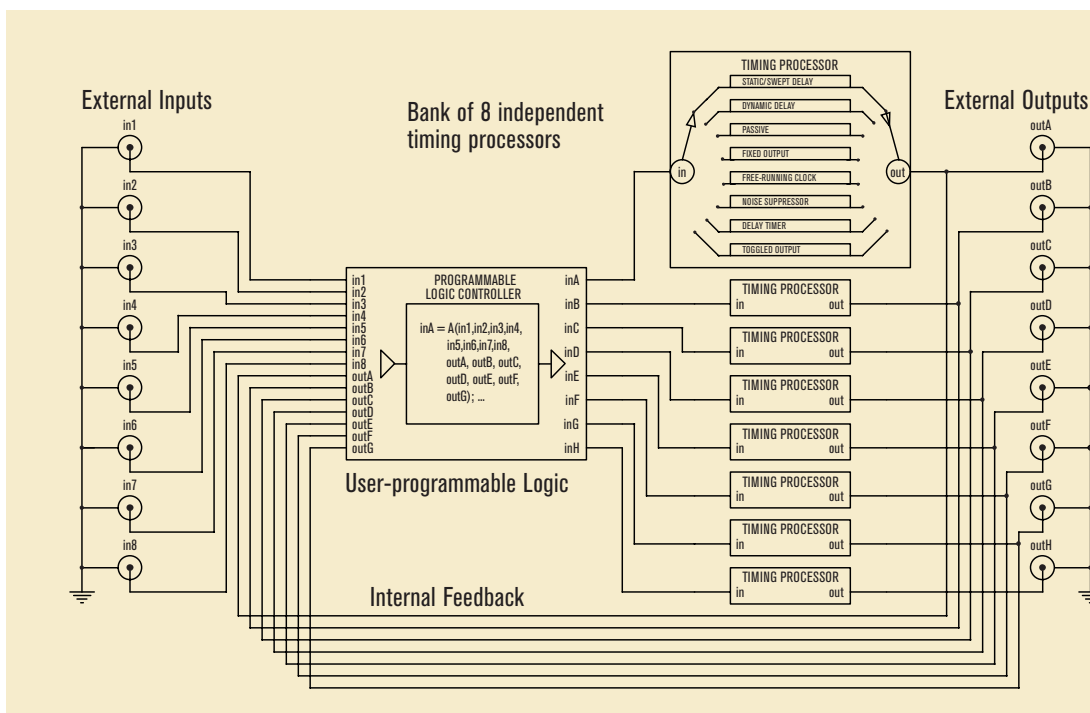 External Inputs
in1
in2
in3
in4
in5
in6
in7
in8
Bank of 8 independent
timing processors
TIMING PROCESSOR
STATIC/SWEPT DELAY
DYNAMIC DELAY
PASSIVE
FIXED OUTPUT
FREE-RUNNING CLOCK
NOISE SUPPRESSOR
DELAY TIMER
TOGGLED OUTPUT
in
out
External Outputs
outA
outB
outC
outD
outE
outF
outG
outH
PROGRAMMABLE
LOGIC CONTROLLER
in1
in2
in3
in4
in5
in6
in7
in8
outA
outB
outC
outD
outE
outF
outG
inA = A(in1,in2,in3,in4,
in5,in6,in7,in8,
outA, outB, outC,
outD, outE, outF,
outG); ...
inA
inB
inC
inD
inE
inF
inG
inH
User-programmable Logic
TIMING PROCESSOR
in out
TIMING PROCESSOR
in out
TIMING PROCESSOR
in out
TIMING PROCESSOR
in out
TIMING PROCESSOR
in out
TIMING PROCESSOR
in out
TIMING PROCESSOR
in out
Internal Feedback